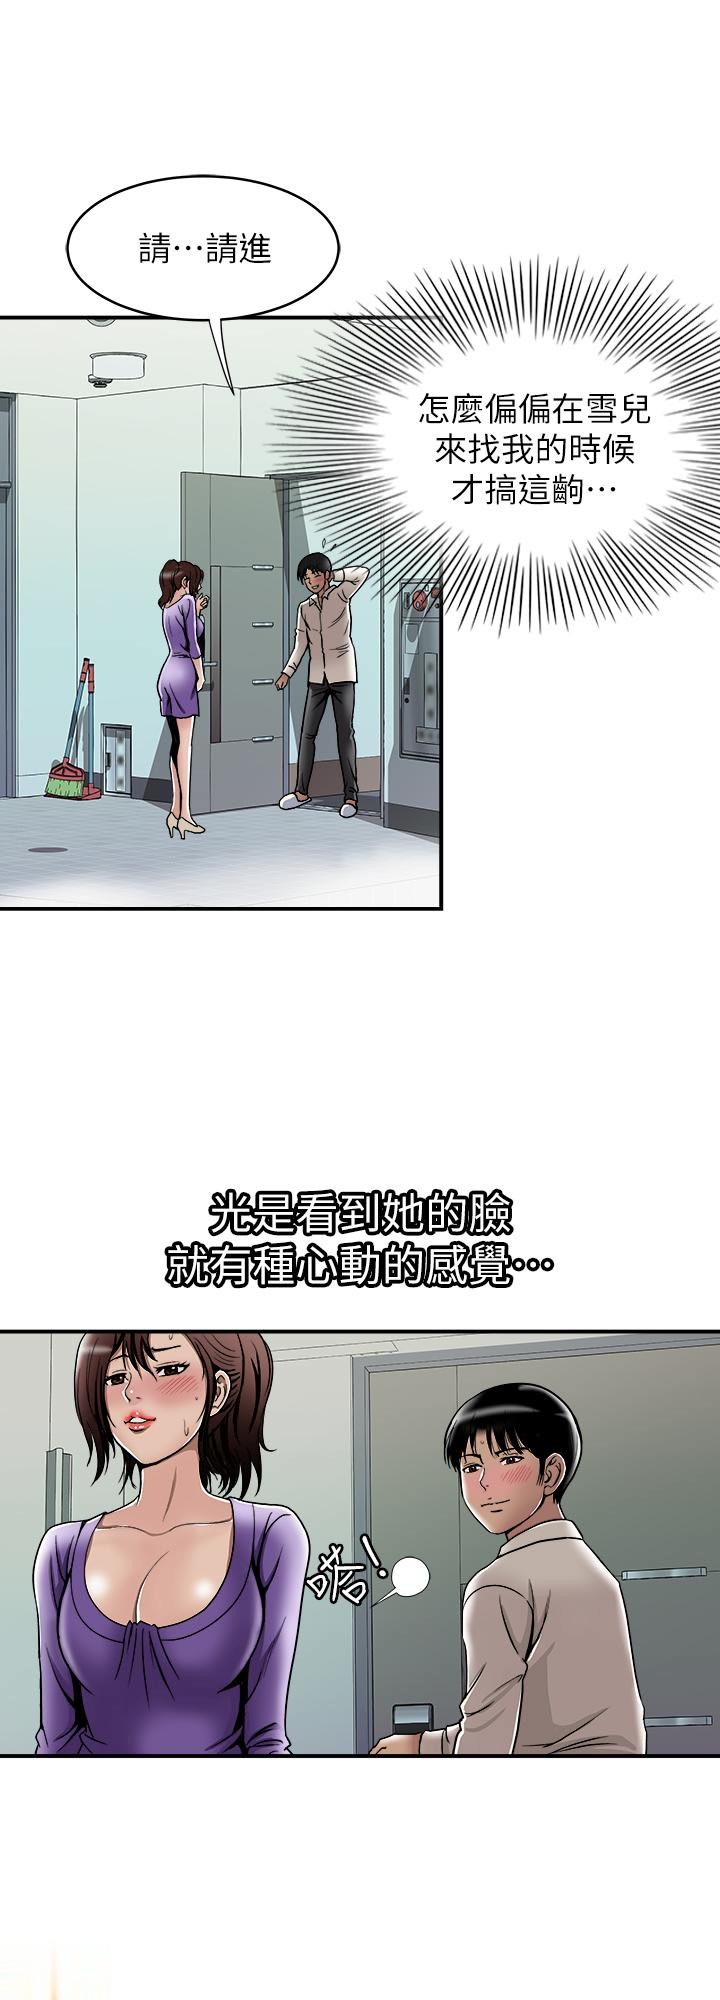 請…請進
怎麼偏偏在雪兒
來找我的時候
才搞這齣…
光是看到她的臉
就有種心動的感覺…
哈!